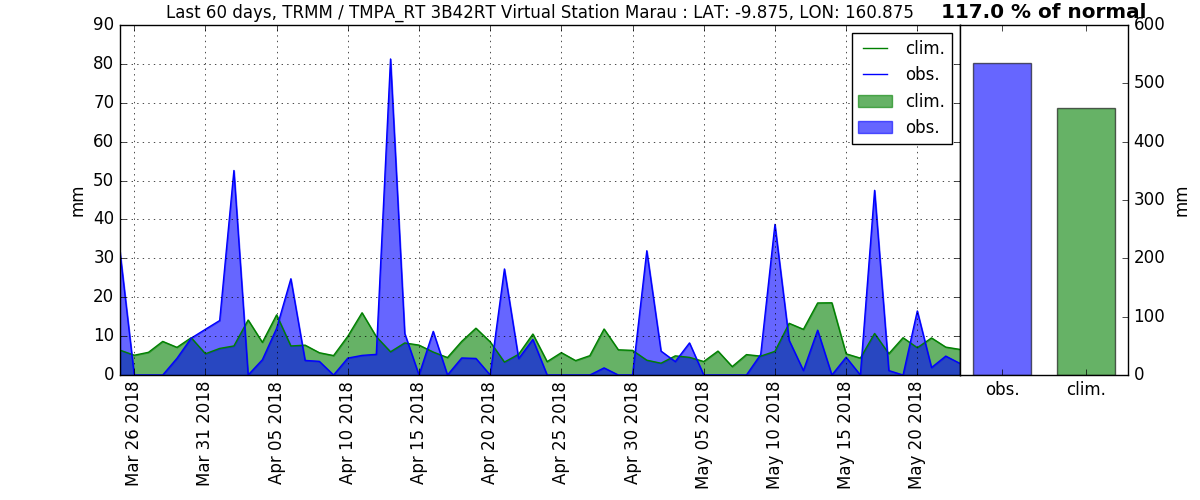 Last 60 days, TRMM / TMPA_RT 3B42RT Virtual Station Marau : LAT: -9.875, LON: 160.875
117.0 % of normal
90
80
70
60
50
40
30
20
10
0
mm
clim.
obs.
clim.
obs.
600
500
400
300
200
100
0
mm
obs.
clim.
Mar 26 2018
Mar 31 2018
Apr 05 2018
Apr 10 2018
Apr 15 2018
Apr 20 2018
Apr 25 2018
Apr 30 2018
May 05 2018
May 10 2018
May 15 2018
May 20 2018